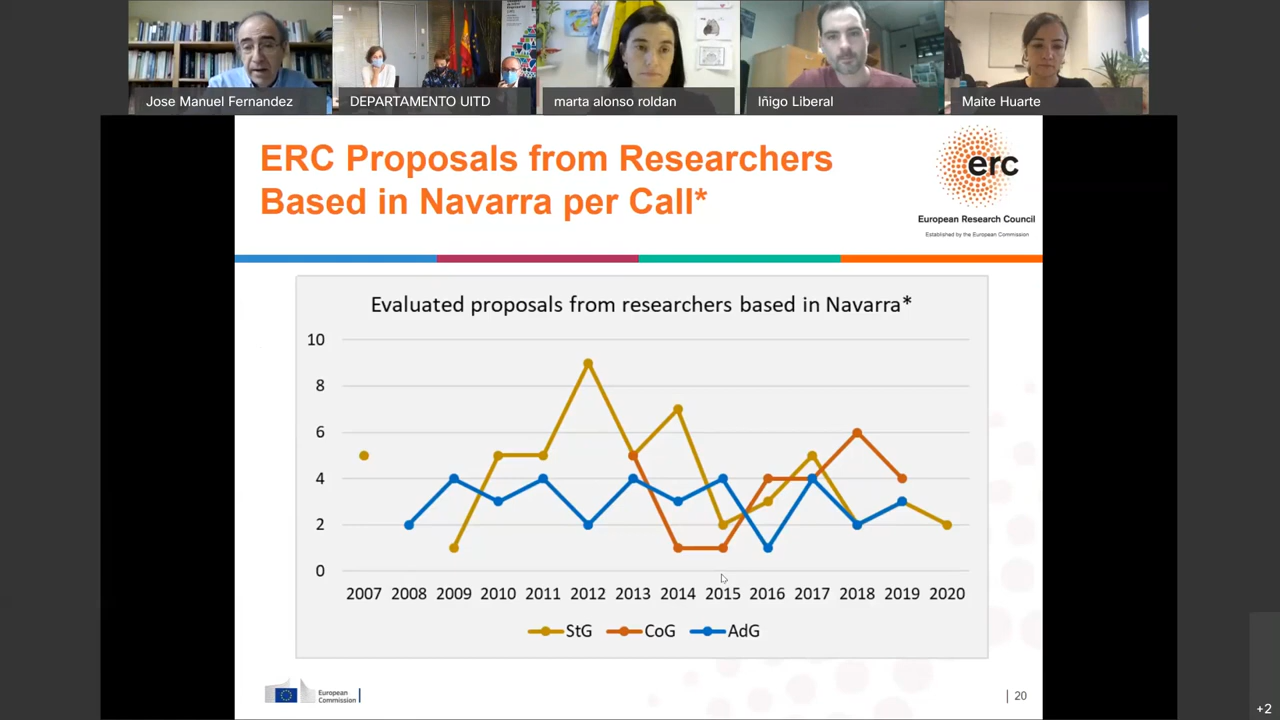 Jose Manuel Fernandez
DEPARTAMENTO UITD
marta alonso roldan
Iñigo Liberal
Maite Huarte
ERC Proposals from Researchers
Based in Navarra per Call*
erc
European Research Council
Established by the European Commission
Evaluated proposals from researchers based in Navarra*
10
8
6
4
2
0
2007 2008 2009 2010 2011 2012 2013 2014 2015 2016 2017 2018 2019 2020
StG CoG AdG
European
Commission
| 20
+2